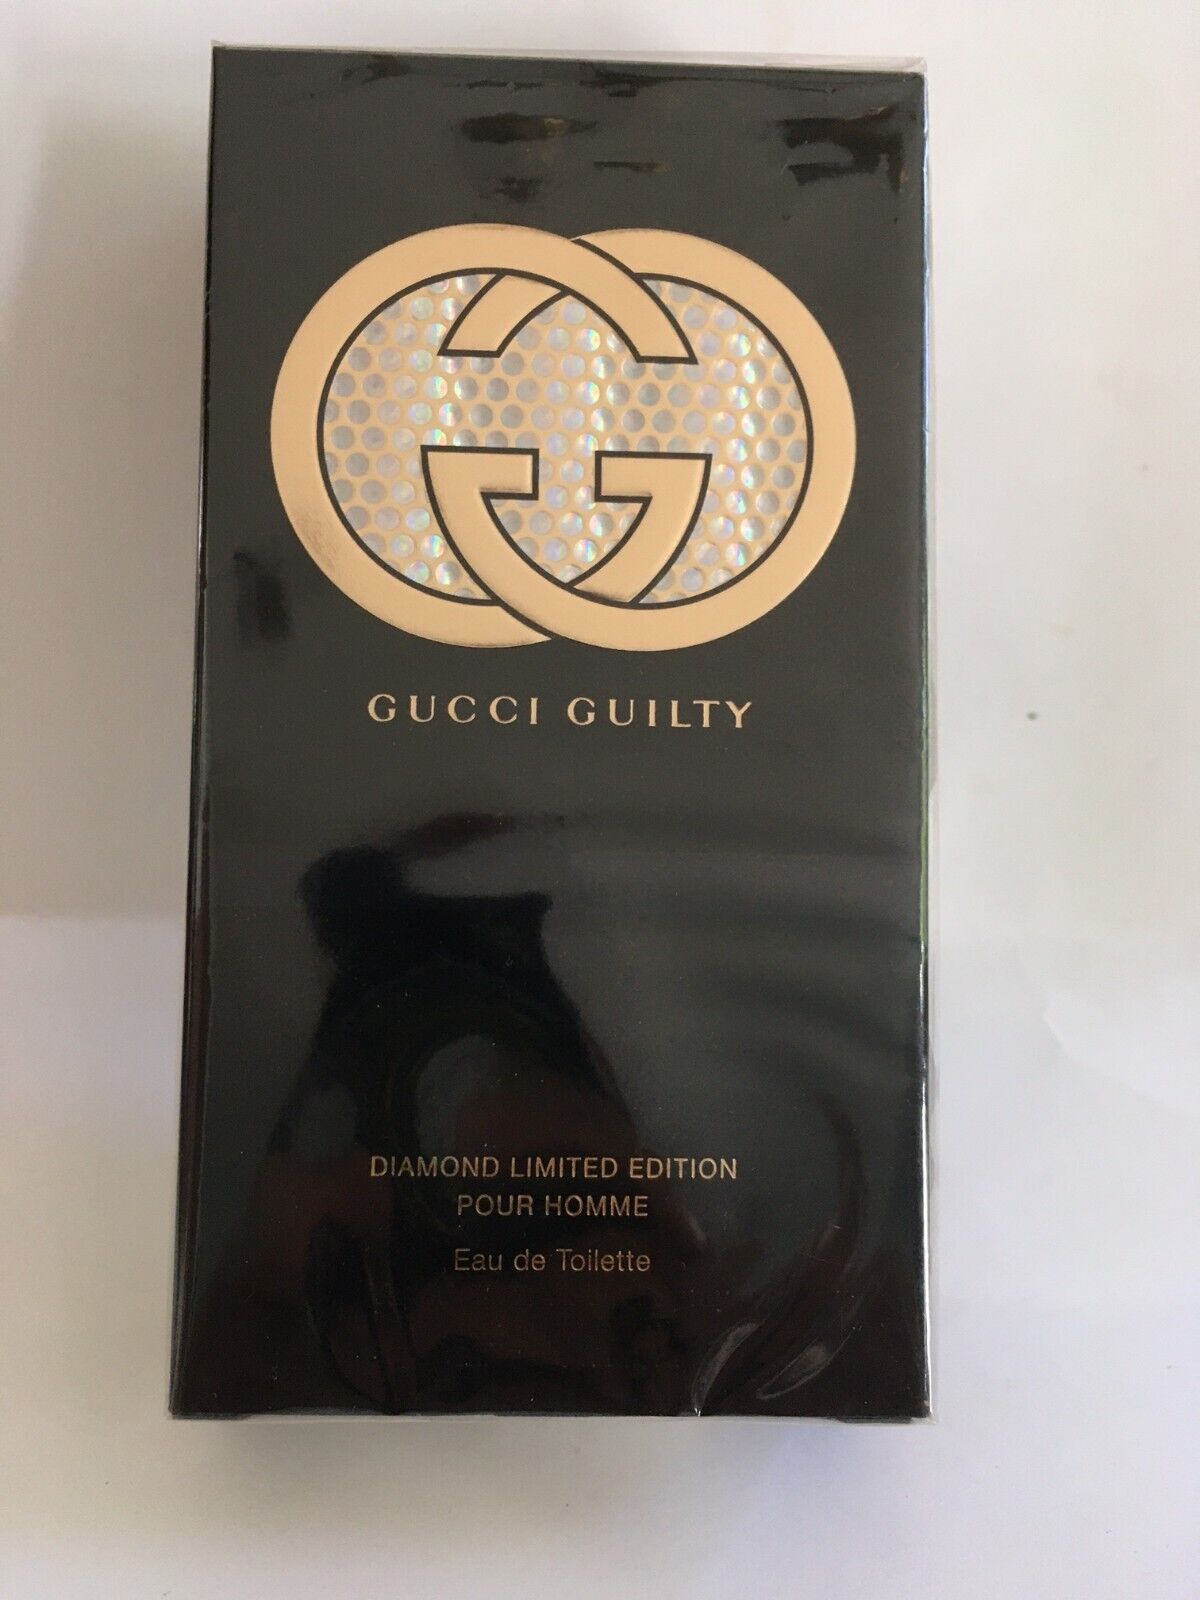 GUCCI GUILTY
DIAMOND LIMITED EDITION
POUR HOMME
Eau de Toilette